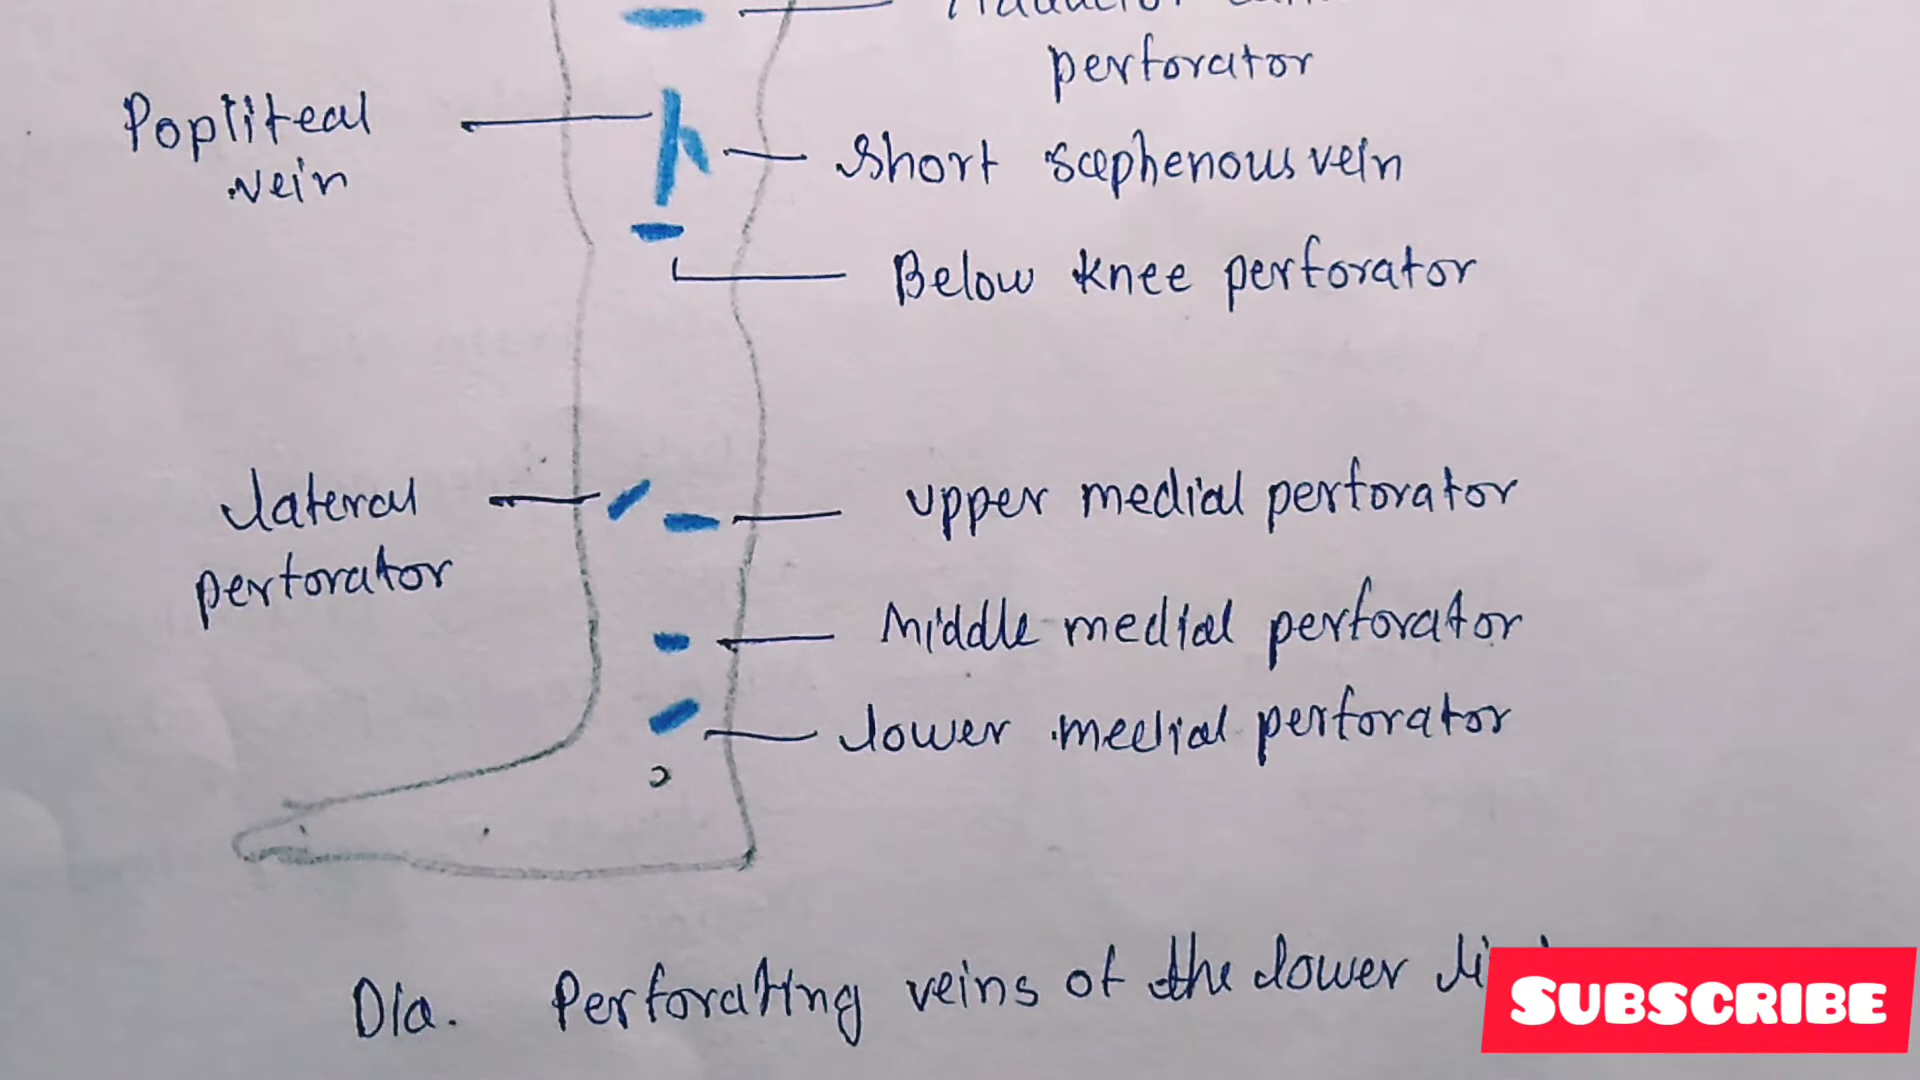 perforator
Popliteal
vein
short saphenous vein
Below knee perforator
lateral
perforator
upper medial perforator
Middle medial perforator
lower medial perforator
Dia. Perforating veins of the lower
SUBSCRIBE